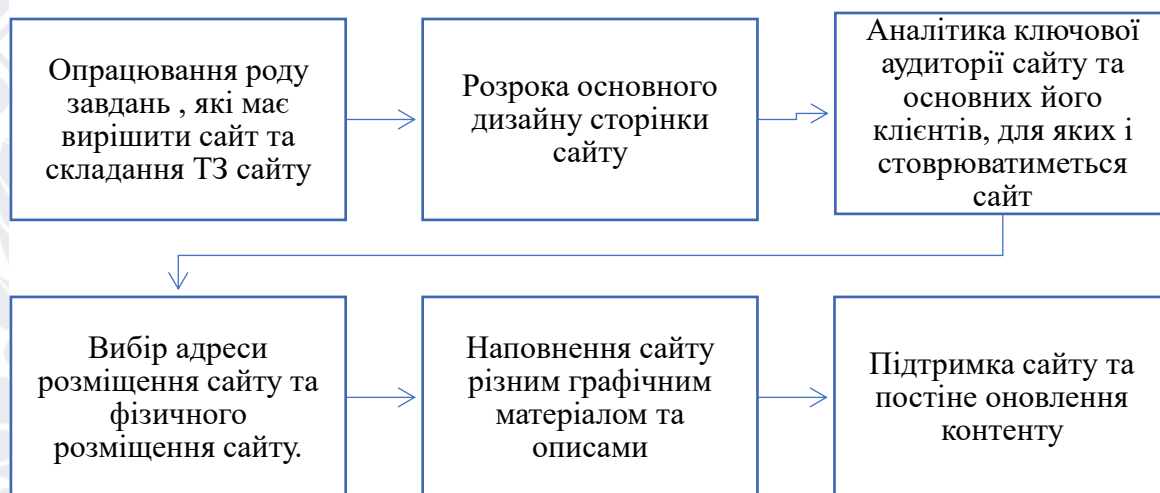 Опрацювання роду
завдань , які має
вирішити сайт та
складання ТЗ сайту
Розрока основного
дизайну сторінки
сайту
Аналітика ключової
аудиторії сайту та
основних його
клієнтів, для яких і
стоврюватиметься
сайт
Вибір адреси
розміщення сайту та
фізичного
розміщення сайту.
Наповнення сайту
різним графічним
матеріалом та
описами
Підтримка сайту та
постіне оновлення
контенту